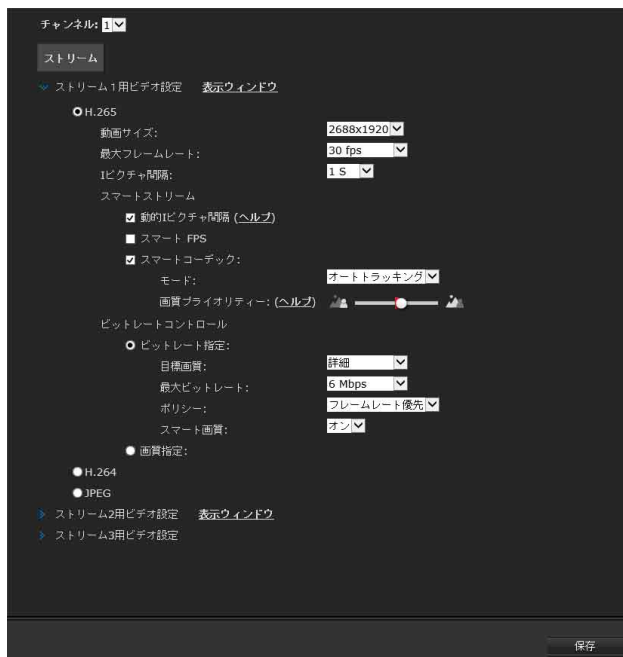 チャンネル: 1
ストリーム
ストリーム1用ビデオ設定 表示ウィンドウ
H.265
動画サイズ: 2688x1920
最大フレームレート: 30 fps
Iピクチャ間隔: 1 S
スマートストリーム
動的Iピクチャ間隔 (ヘルプ)
スマート FPS
スマートコーデック:
モード: オートトラッキング
画質プライオリティー: (ヘルプ)
ビットレートコントロール
ビットレート指定:
目標画質: 詳細
最大ビットレート: 6 Mbps
ポリシー: フレームレート優先
スマート画質: オン
画質指定:
H.264
JPEG
ストリーム2用ビデオ設定 表示ウィンドウ
ストリーム3用ビデオ設定
保存